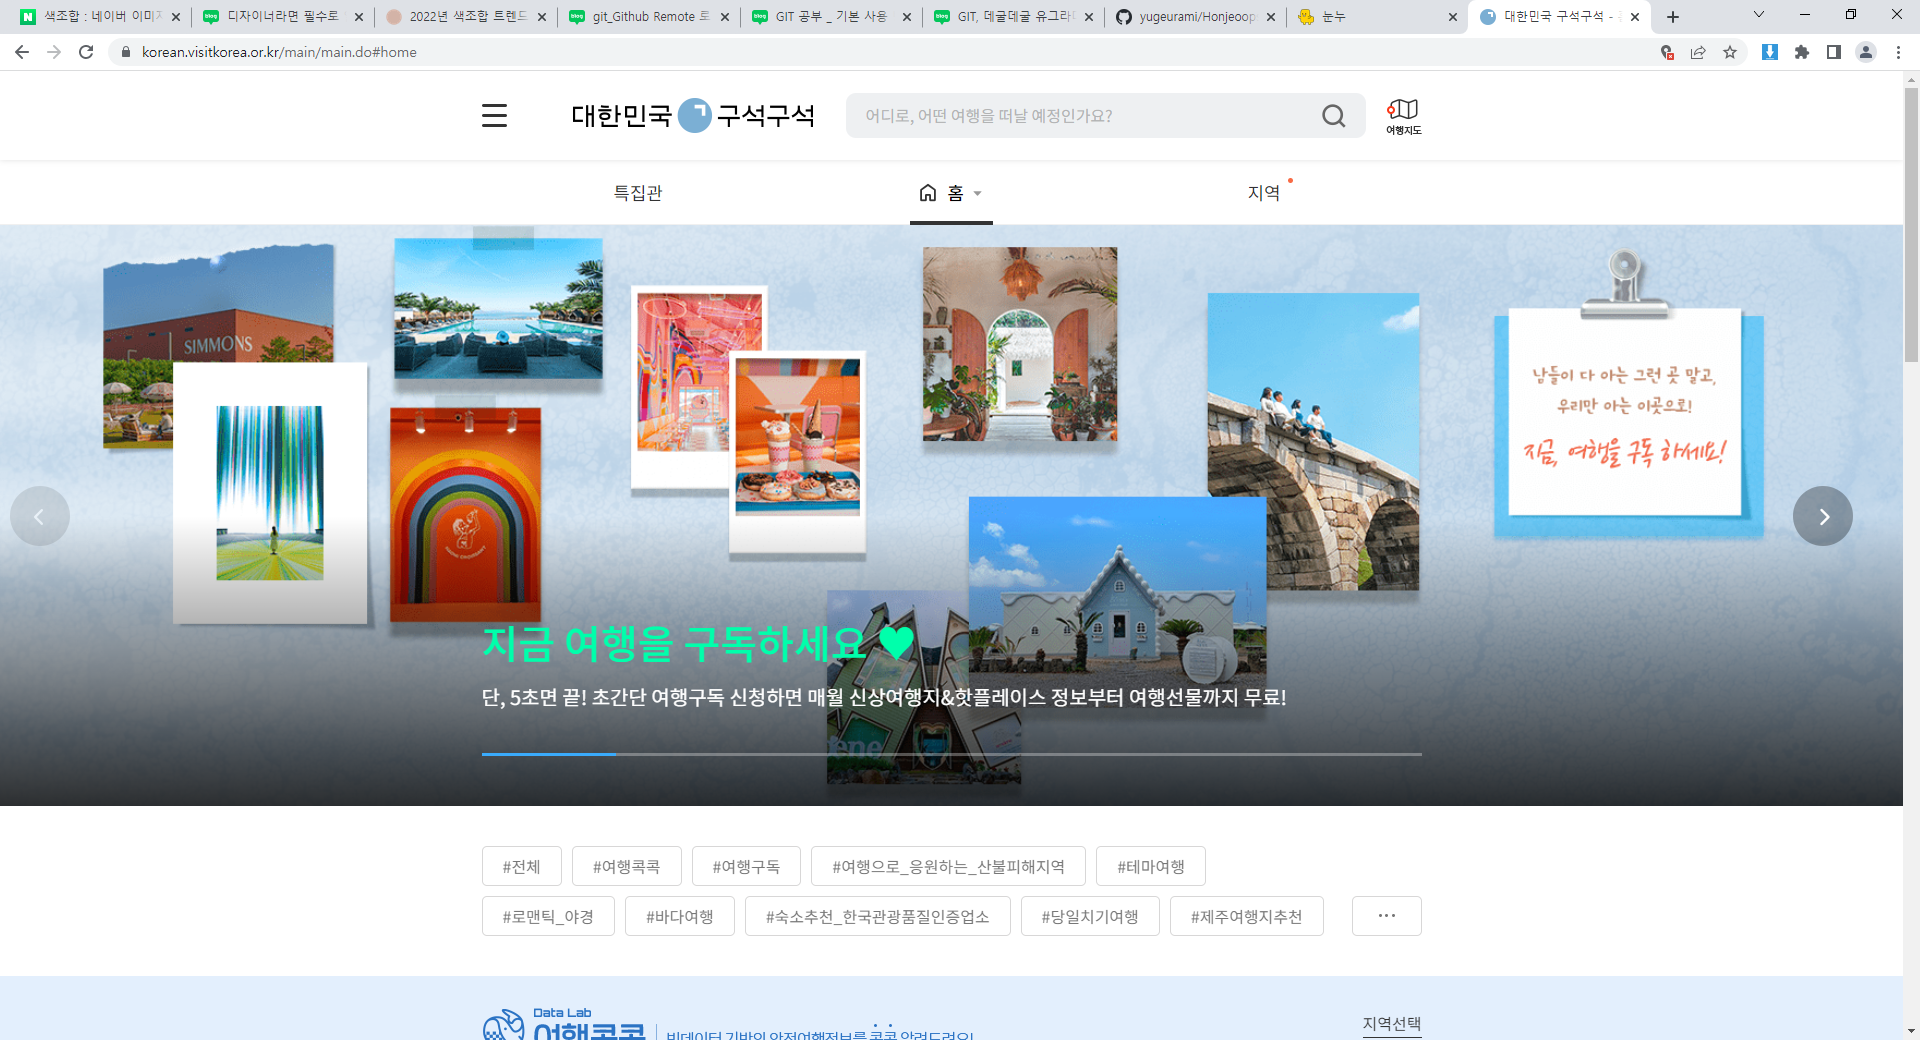 색조합 : 네이버 이미지
디자이너라면 필수로
2022년 색조합 트렌드
git_Github Remote 로
GIT 공부 _ 기본 사용
GIT, 데굴데굴 유그라
yugeurami/Honjeoop
눈누
대한민국 구석구석 -
korean.visitkorea.or.kr/main/main.do#home
대한민국 구석구석
어디로, 어떤 여행을 떠날 예정인가요?
여행지도
특집관
홈
지역
SIMMONS
남들이 다 아는 그런 곳 말고,
우리만 아는 이곳으로!
지금, 여행을 구독 하세요!
지금 여행을 구독하세요 ♥
단, 5초면 끝! 초간단 여행구독 신청하면 매월 신상여행지&핫플레이스 정보부터 여행선물까지 무료!
#전체
#여행콕콕
#여행구독
#여행으로_응원하는_산불피해지역
#테마여행
#로맨틱_야경
#바다여행
#숙소추천_한국관광품질인증업소
#당일치기여행
#제주여행지추천
...
Data Lab
여행콕콕
빅데이터 기반의 안전여행정보를 콕콕 알려드려요!
지역선택